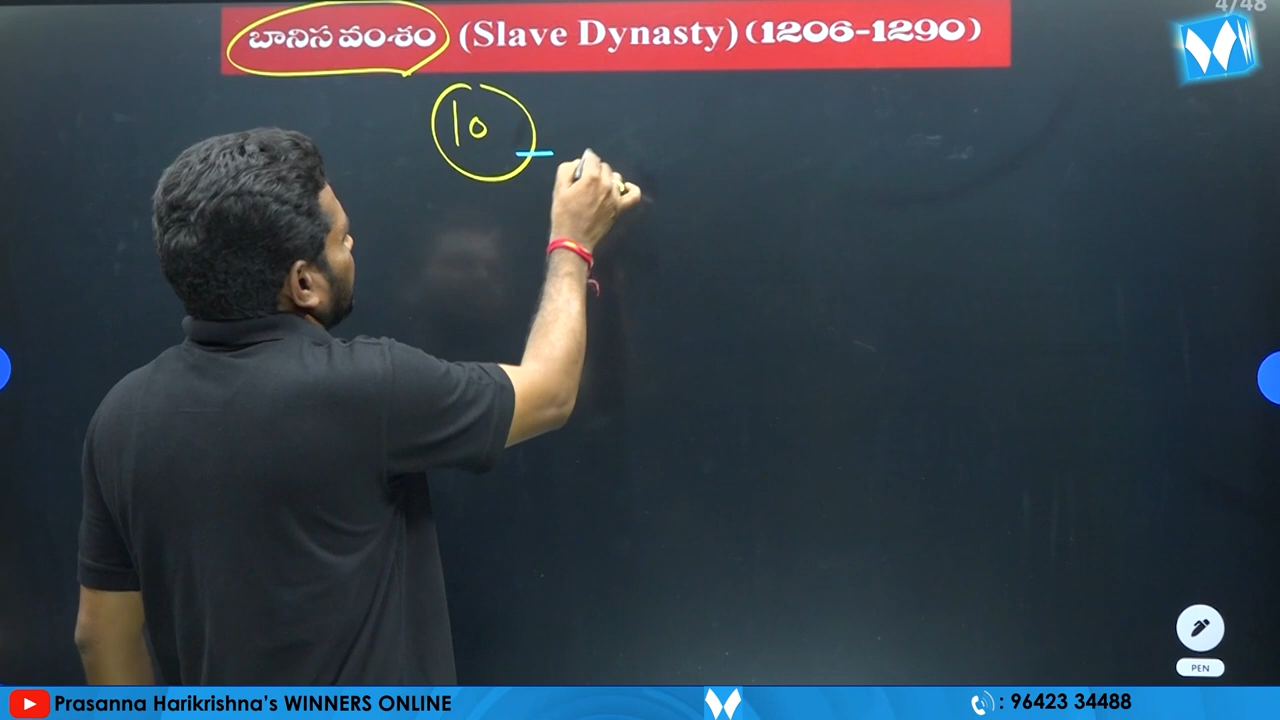 4/48
బానిస వంశం (Slave Dynasty) (1206-1290)
10
PEN
Prasanna Harikrishna's WINNERS ONLINE
: 96423 34488